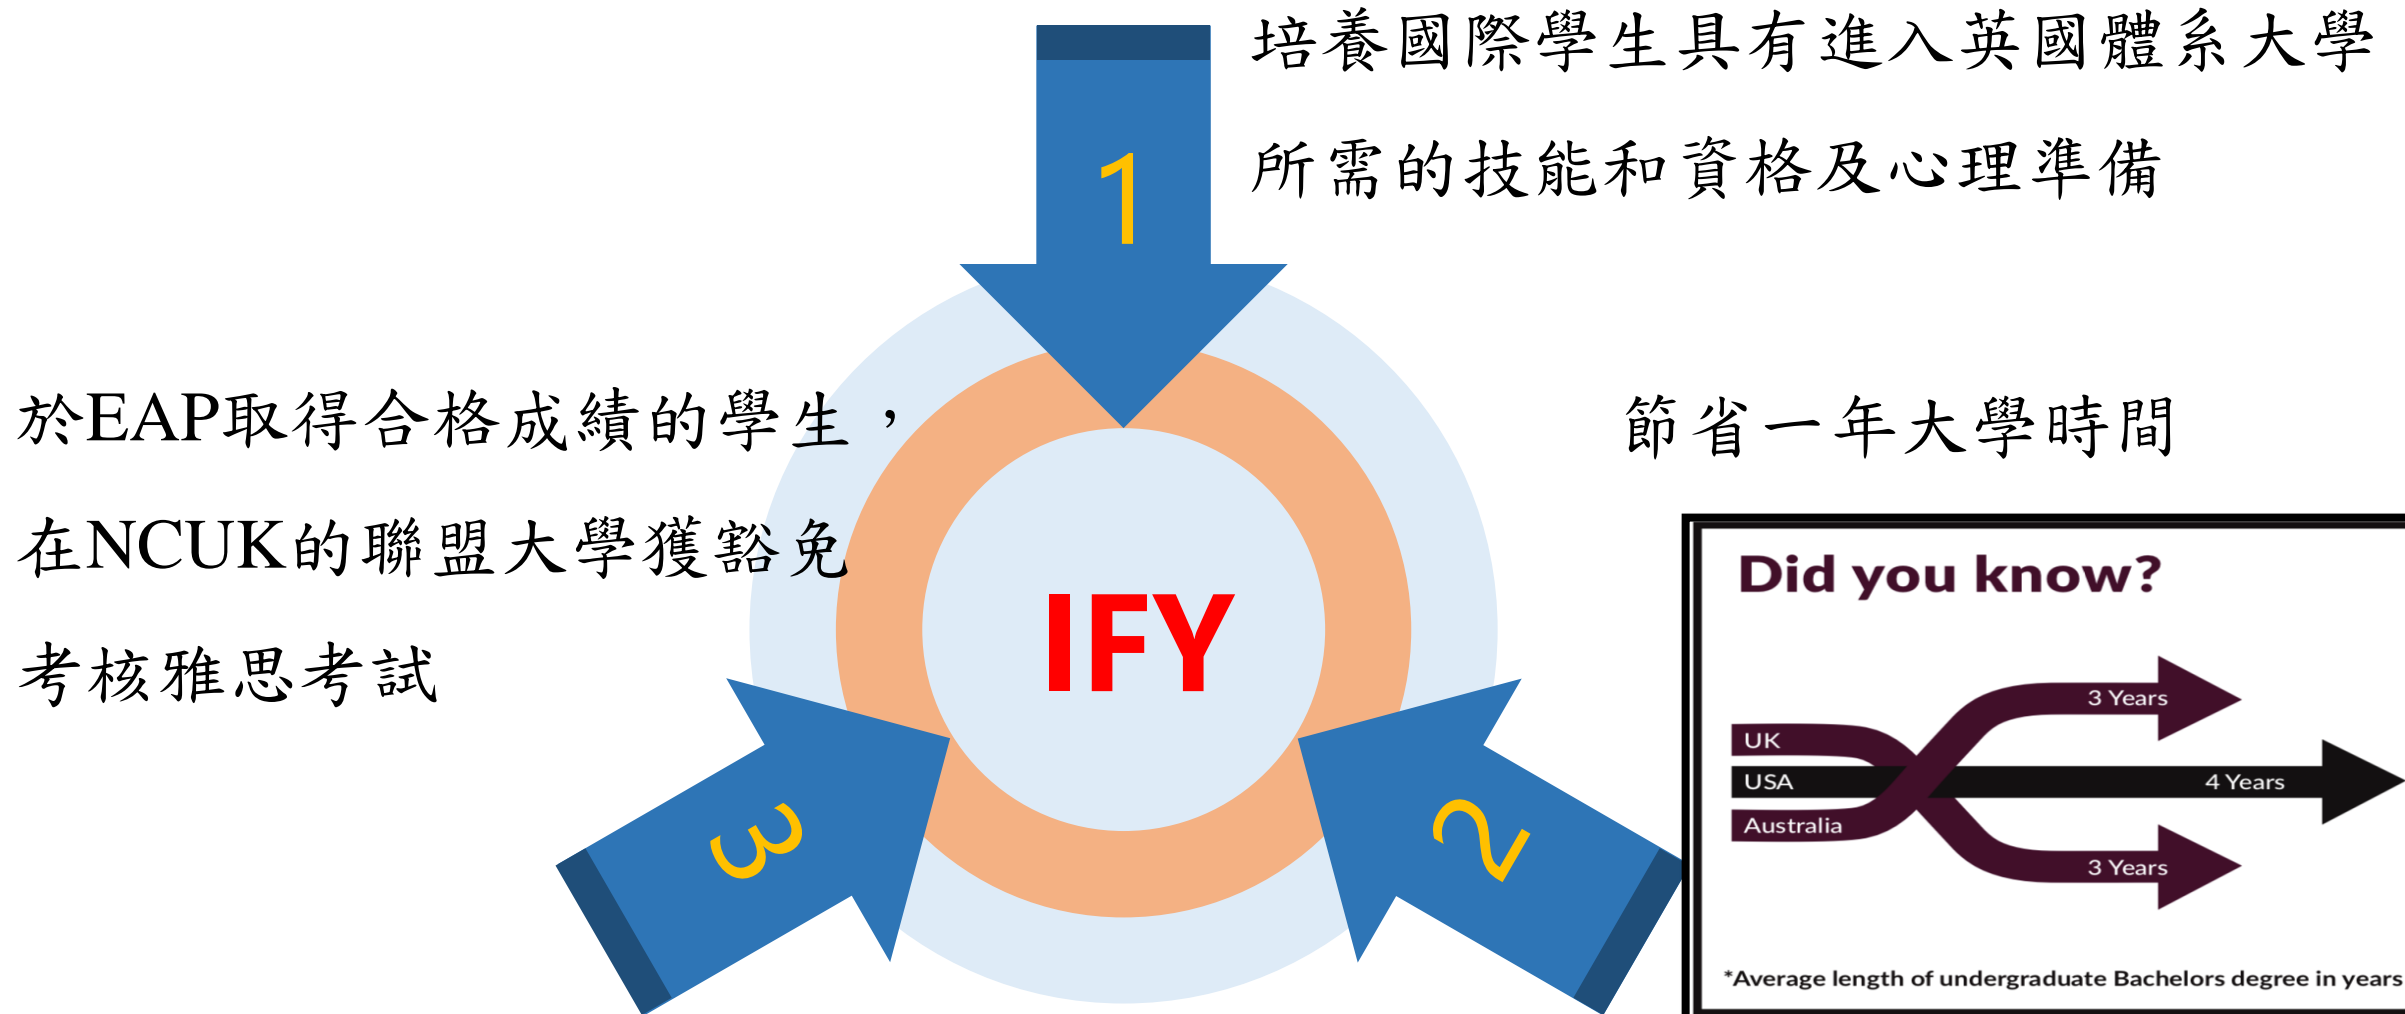 培養國際學生具有進入英國體系大學
所需的技能和資格及心理準備
1
於EAP取得合格成績的學生，
在NCUK的聯盟大學獲豁免
考核雅思考試
節省一年大學時間
IFY
3
2
Did you know?
3 Years
UK
USA
4 Years
Australia
3 Years
*Average length of undergraduate Bachelors degree in years